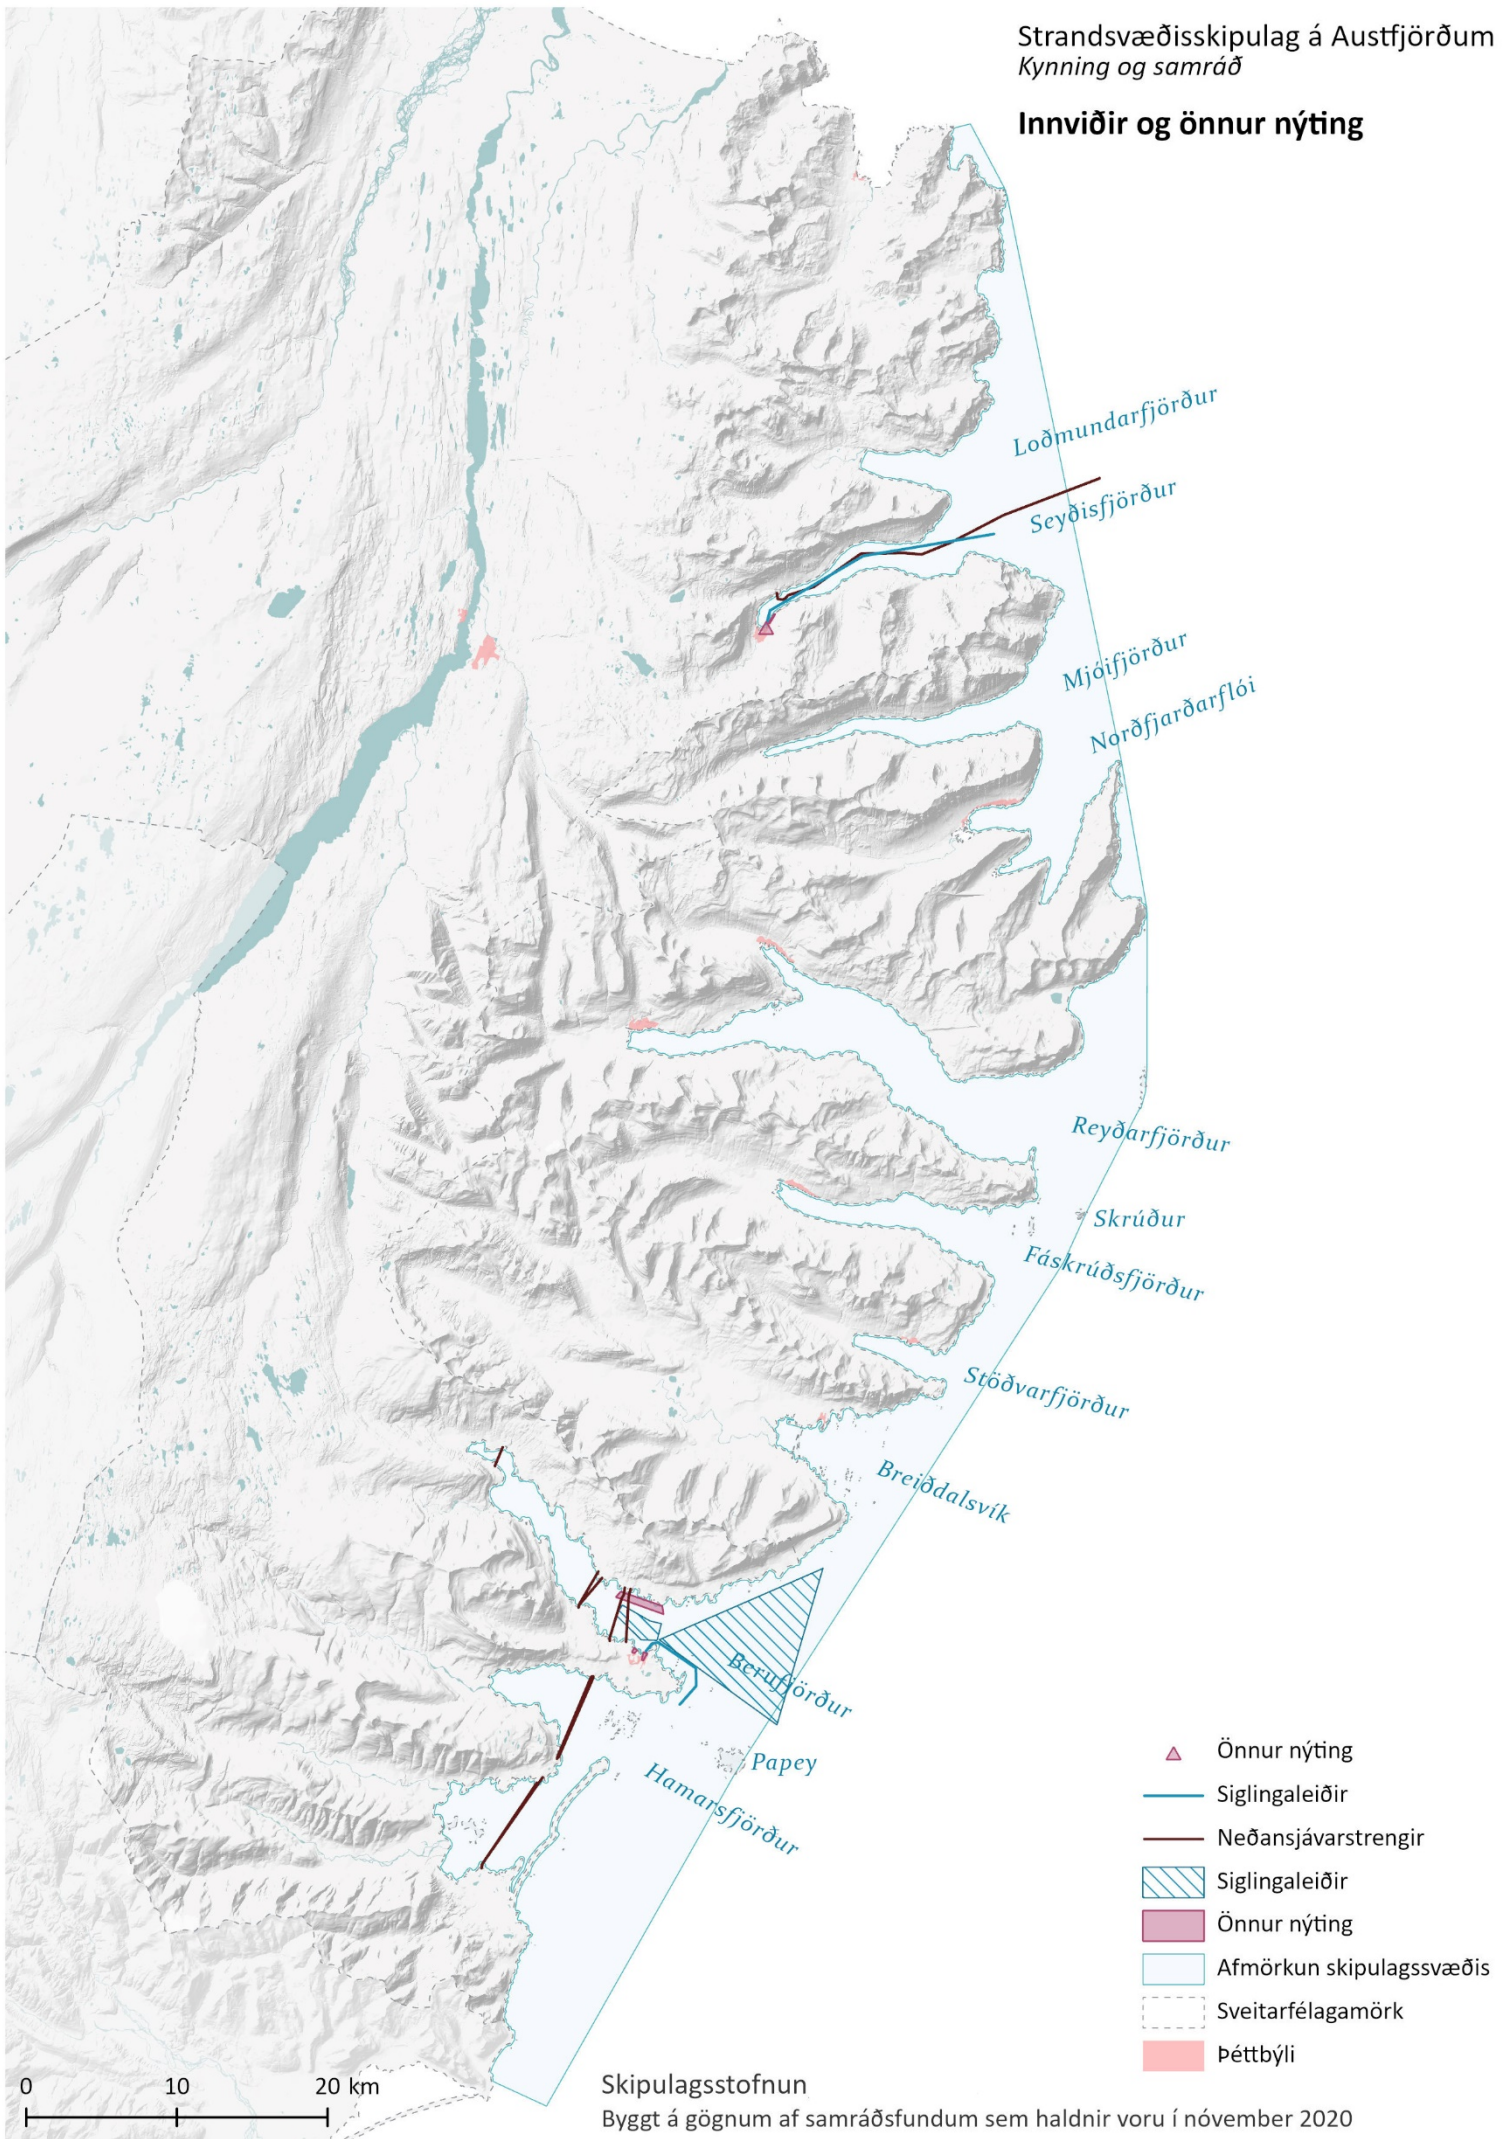 Strandsvæðisskipulag á Austfjörðum
Kynning og samráð
Innviðir og önnur nýting
Loðmundarfjörður
Seyðisfjörður
Mjóifjörður
Norðfjarðarflói
Reyðarfjörður
Skrúður
Fáskrúðsfjörður
Stöðvarfjörður
Breiðdalsvík
Berufjörður
Papey
Hamarsfjörður
Önnur nýting
Siglingaleiðir
Neðansjávarstrengir
Siglingaleiðir
Önnur nýting
Afmörkun skipulagssvæðis
Sveitarfélagamörk
Þéttbýli
0 10 20 km
Skipulagsstofnun
Byggt á gögnum af samráðsfundum sem haldnir voru í nóvember 2020